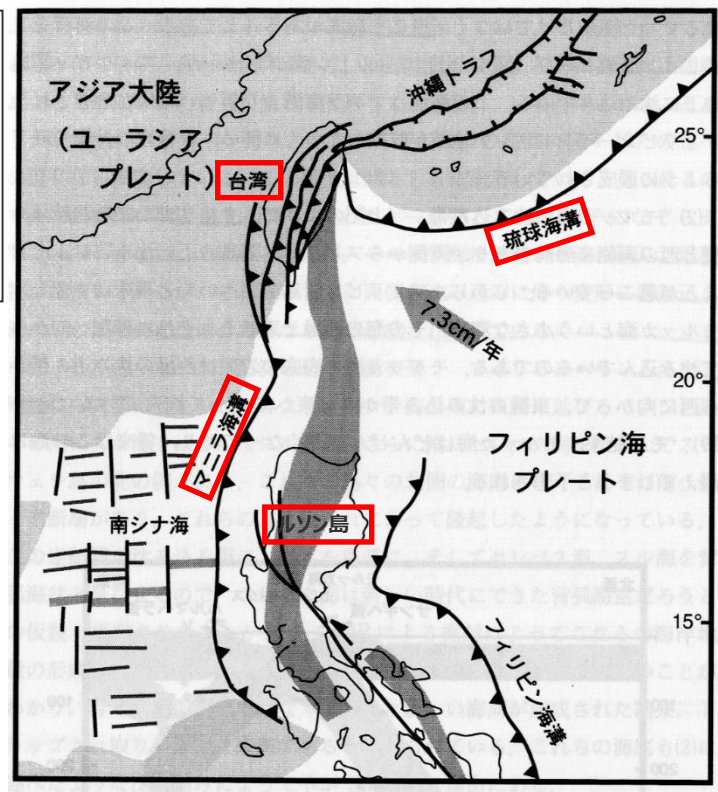 アジア大陸
(ユーラシア
プレート)
台湾
沖縄トラフ
25°
琉球海溝
7.3cm/年
20°
マニラ海溝
フィリピン海
プレート
南シナ海
ルソン島
15°
フィリピン海溝